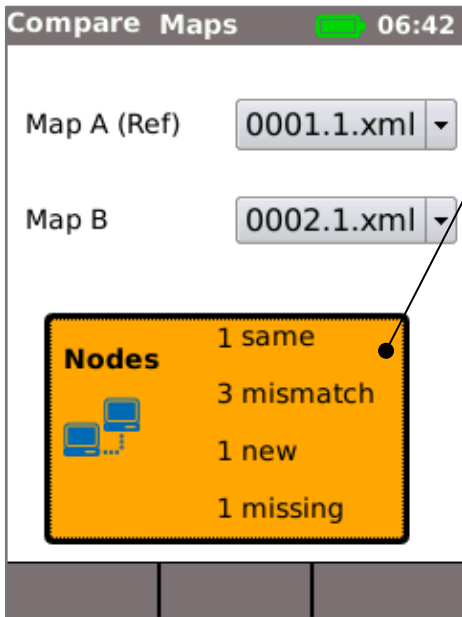 Compare Maps 06:42
Map A (Ref) 0001.1.xml
Map B 0002.1.xml
Nodes
1 same
3 mismatch
1 new
1 missing